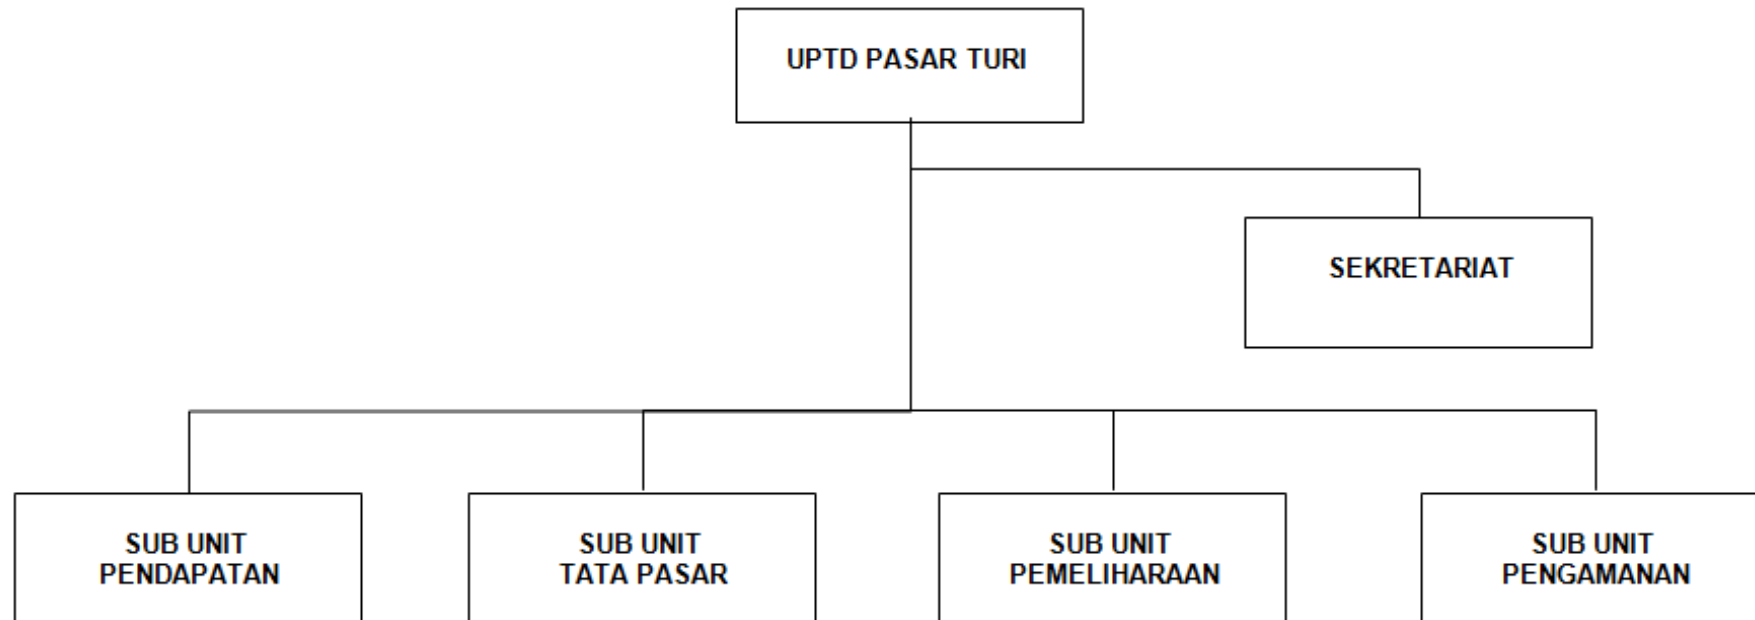 UPTD PASAR TURI
SEKRETARIAT
SUB UNIT
PENDAPATAN
SUB UNIT
TATA PASAR
SUB UNIT
PEMELIHARAAN
SUB UNIT
PENGAMANAN